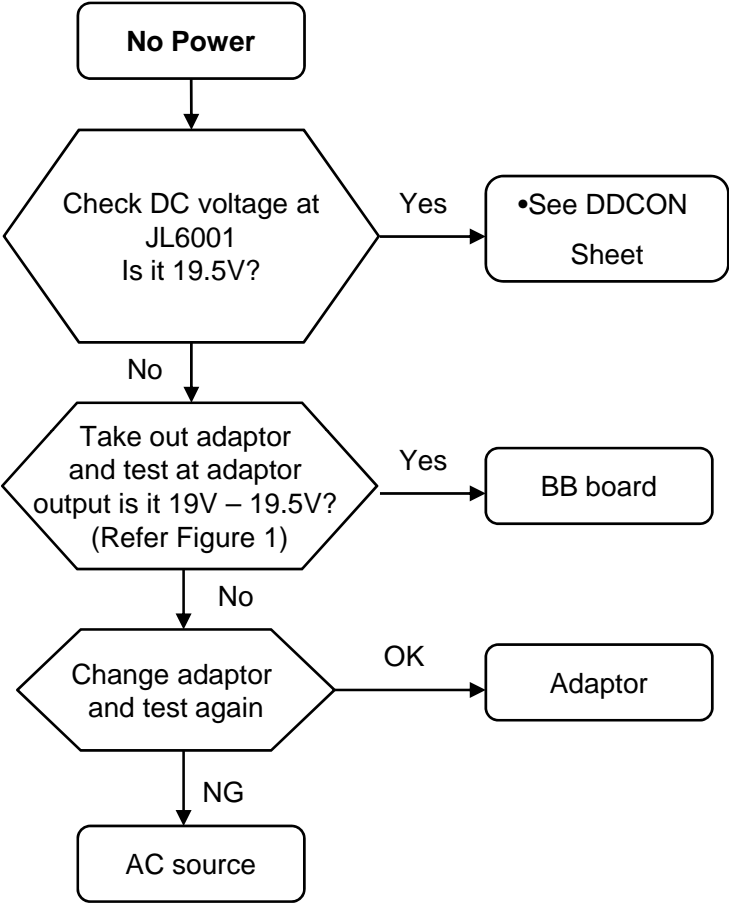 No Power
Check DC voltage at
JL6001
Is it 19.5V?
Yes
•See DDCON
Sheet
No
Take out adaptor
and test at adaptor
output is it 19V – 19.5V?
(Refer Figure 1)
Yes
BB board
No
Change adaptor
and test again
OK
Adaptor
NG
AC source